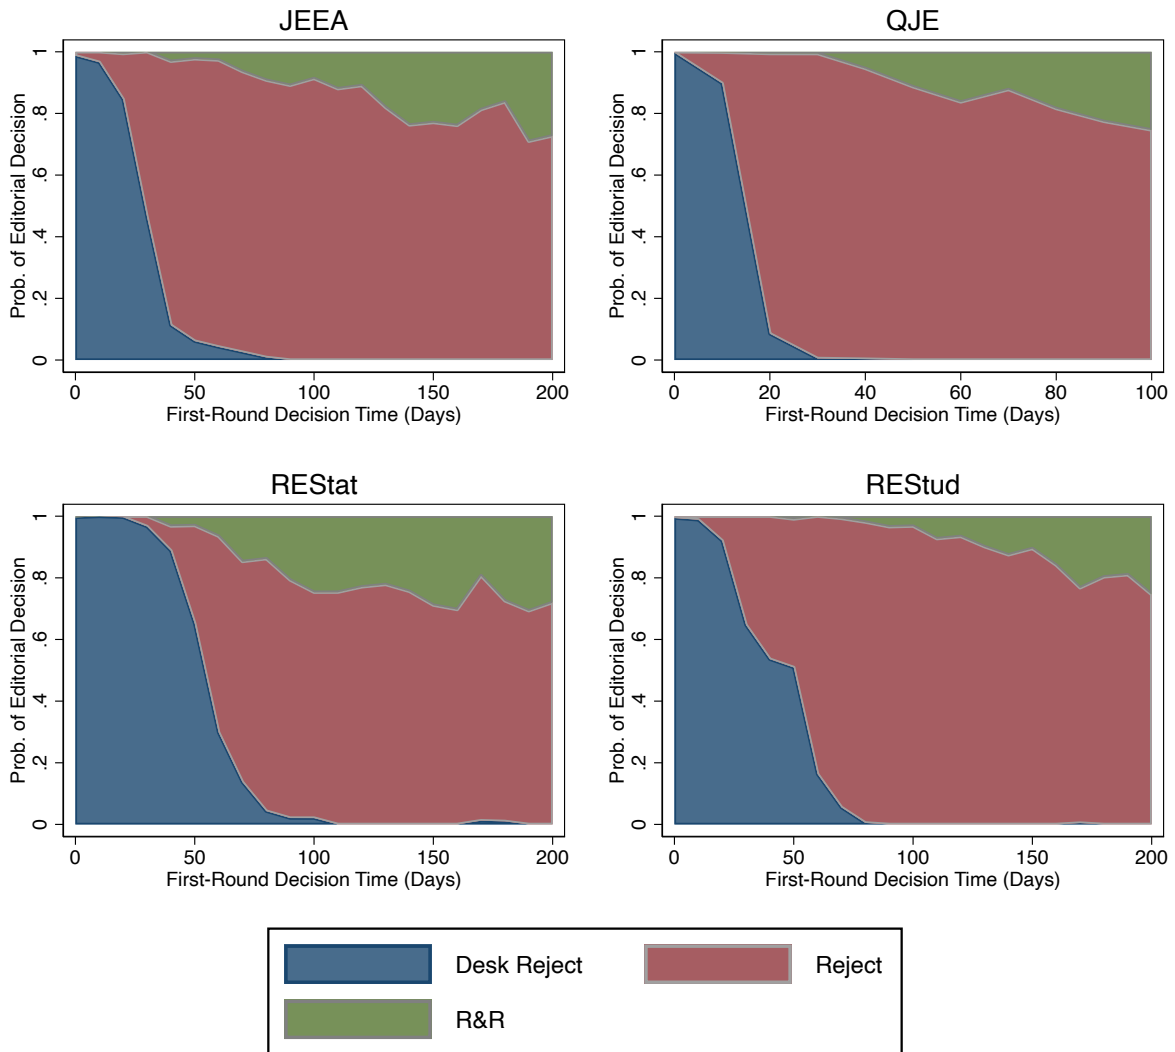 JEEA
Prob. of Editorial Decision
0 .2 .4 .6 .8 1
0 50 100 150 200
First-Round Decision Time (Days)
QJE
Prob. of Editorial Decision
0 .2 .4 .6 .8 1
0 20 40 60 80 100
First-Round Decision Time (Days)
REStat
Prob. of Editorial Decision
0 .2 .4 .6 .8 1
0 50 100 150 200
First-Round Decision Time (Days)
REStud
Prob. of Editorial Decision
0 .2 .4 .6 .8 1
0 50 100 150 200
First-Round Decision Time (Days)
Desk Reject Reject
R&R